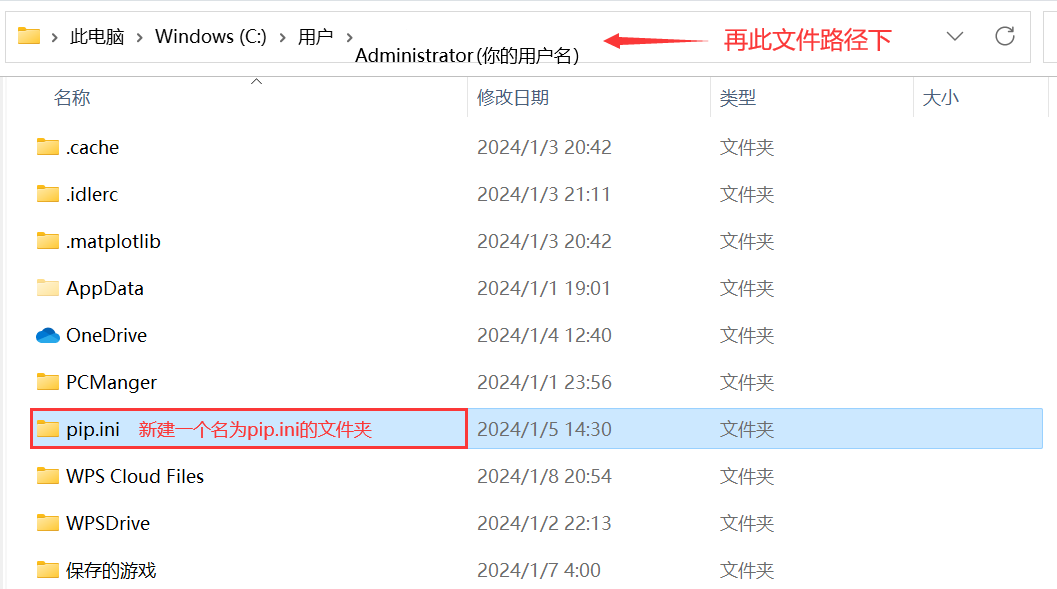 此电脑 > Windows (C:) > 用户 > Administrator(你的用户名) 再此文件路径下
名称 修改日期 类型 大小
.cache 2024/1/3 20:42 文件夹
.idlerc 2024/1/3 21:11 文件夹
.matplotlib 2024/1/3 20:42 文件夹
AppData 2024/1/1 19:01 文件夹
OneDrive 2024/1/4 12:40 文件夹
PCManger 2024/1/1 23:56 文件夹
pip.ini 新建一个名为pip.ini的文件夹 2024/1/5 14:30 文件夹
WPS Cloud Files 2024/1/8 20:54 文件夹
WPSDrive 2024/1/2 22:13 文件夹
保存的游戏 2024/1/7 4:00 文件夹